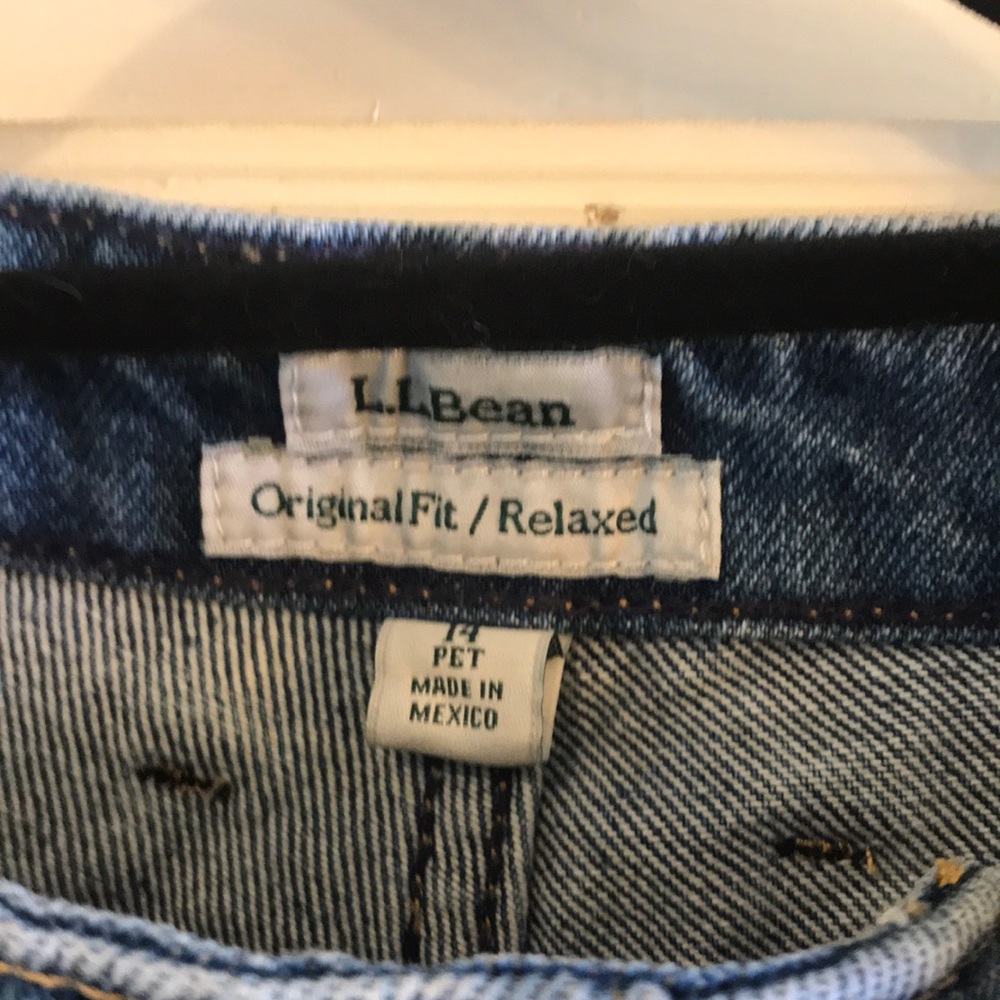 L.L.Bean
Original Fit / Relaxed
14
PET
MADE IN
MEXICO